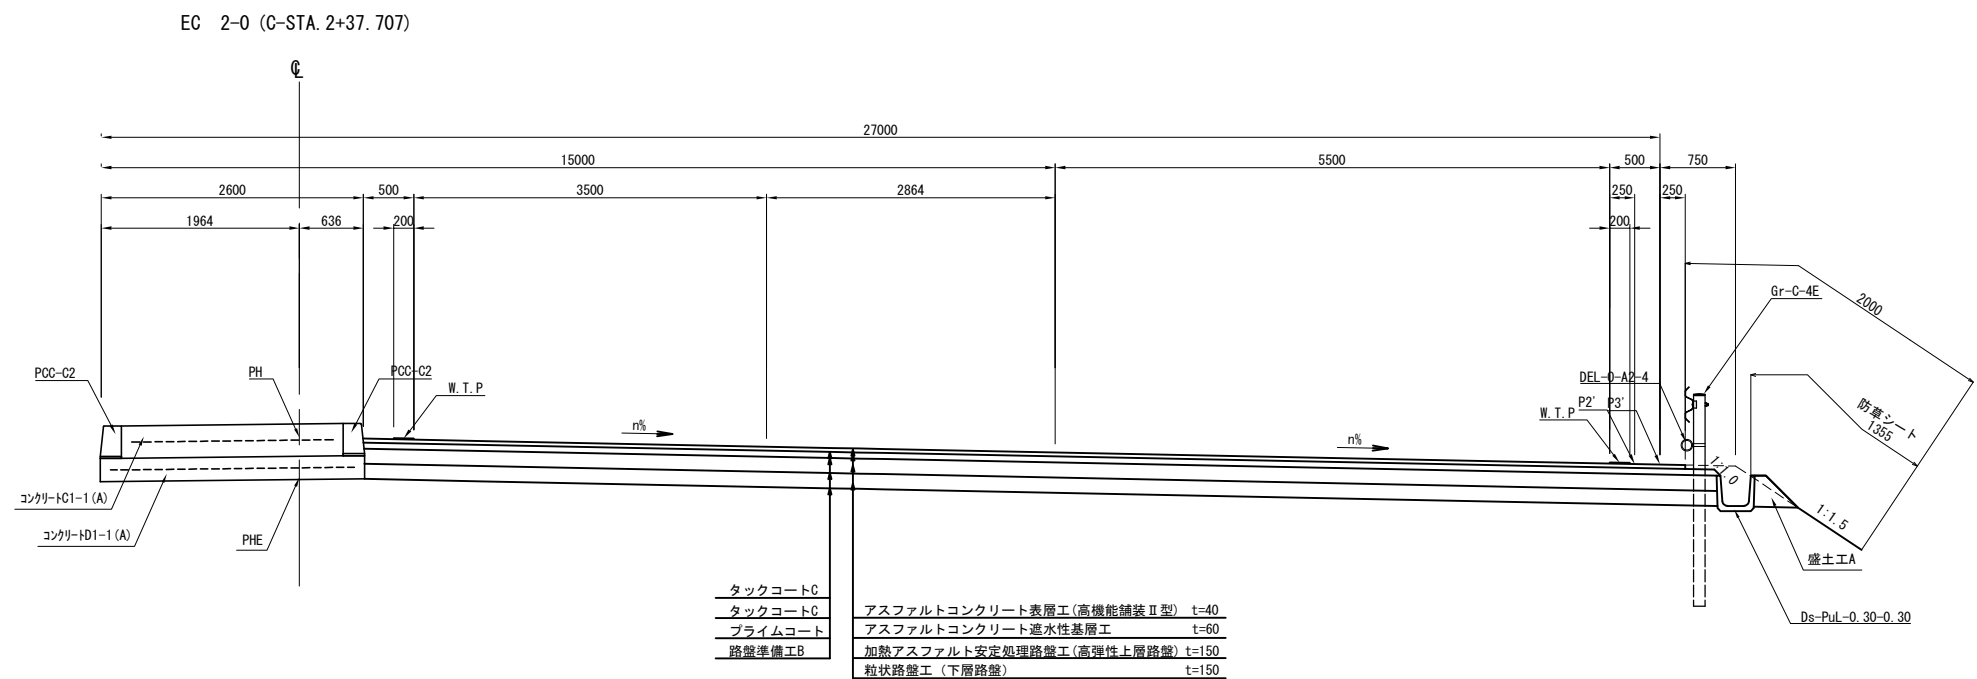 EC 2-0 (C-STA.2+37.707)
℄
27000
15000
5500
500
750
2600
500
3500
2864
250
250
1964
636
200
200
Gr-C-4E
2000
PCC-C2
PH
PCC-C2
W.T.P
DEL-O-A2-4
P2' P3'
W.T.P
防草シート
1355
n%
n%
1:1.0
1:1.5
コンクリートC1-1(A)
コンクリートD1-1(A)
PHE
盛土工A
Ds-PuL-0.30-0.30
タックコートC
タックコートC
プライムコート
路盤準備工B
アスファルトコンクリート表層工(高機能舗装Ⅱ型) t=40
アスファルトコンクリート遮水性基層工 t=60
加熱アスファルト安定処理路盤工(高弾性上層路盤) t=150
粒状路盤工 (下層路盤) t=150